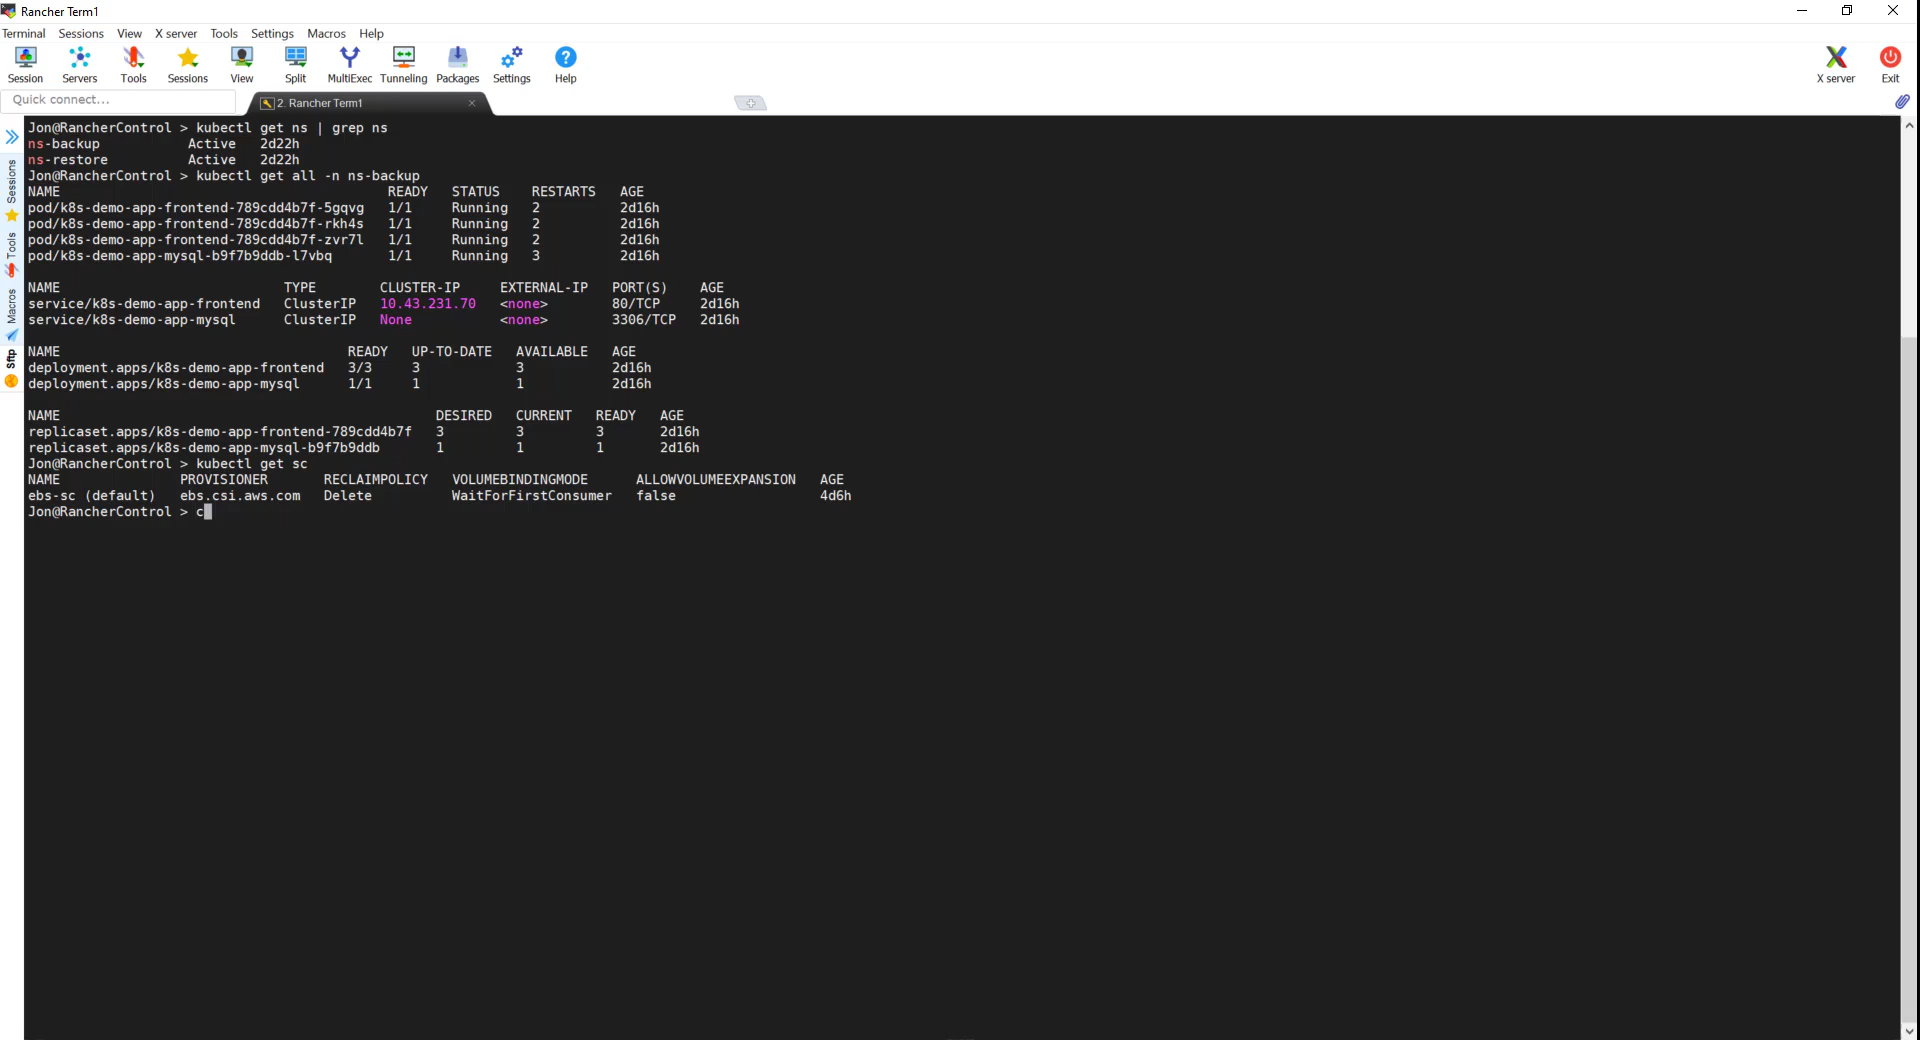 Rancher Term1
Terminal Sessions View X server Tools Settings Macros Help
Session Servers Tools Sessions View Split MultiExec Tunneling Packages Settings Help X server Exit
Quick connect... 2. Rancher Term1
Sessions
Tools
Macros
Sftp
Jon@RancherControl > kubectl get ns | grep ns
ns-backup Active 2d22h
ns-restore Active 2d22h
Jon@RancherControl > kubectl get all -n ns-backup
NAME READY STATUS RESTARTS AGE
pod/k8s-demo-app-frontend-789cdd4b7f-5gqvg 1/1 Running 2 2d16h
pod/k8s-demo-app-frontend-789cdd4b7f-rkh4s 1/1 Running 2 2d16h
pod/k8s-demo-app-frontend-789cdd4b7f-zvr7l 1/1 Running 2 2d16h
pod/k8s-demo-app-mysql-b9f7b9ddb-l7vbq 1/1 Running 3 2d16h
NAME TYPE CLUSTER-IP EXTERNAL-IP PORT(S) AGE
service/k8s-demo-app-frontend ClusterIP 10.43.231.70 <none> 80/TCP 2d16h
service/k8s-demo-app-mysql ClusterIP None <none> 3306/TCP 2d16h
NAME READY UP-TO-DATE AVAILABLE AGE
deployment.apps/k8s-demo-app-frontend 3/3 3 3 2d16h
deployment.apps/k8s-demo-app-mysql 1/1 1 1 2d16h
NAME DESIRED CURRENT READY AGE
replicaset.apps/k8s-demo-app-frontend-789cdd4b7f 3 3 3 2d16h
replicaset.apps/k8s-demo-app-mysql-b9f7b9ddb 1 1 1 2d16h
Jon@RancherControl > kubectl get sc
NAME PROVISIONER RECLAIMPOLICY VOLUMEBINDINGMODE ALLOWVOLUMEEXPANSION AGE
ebs-sc (default) ebs.csi.aws.com Delete WaitForFirstConsumer false 4d6h
Jon@RancherControl > c